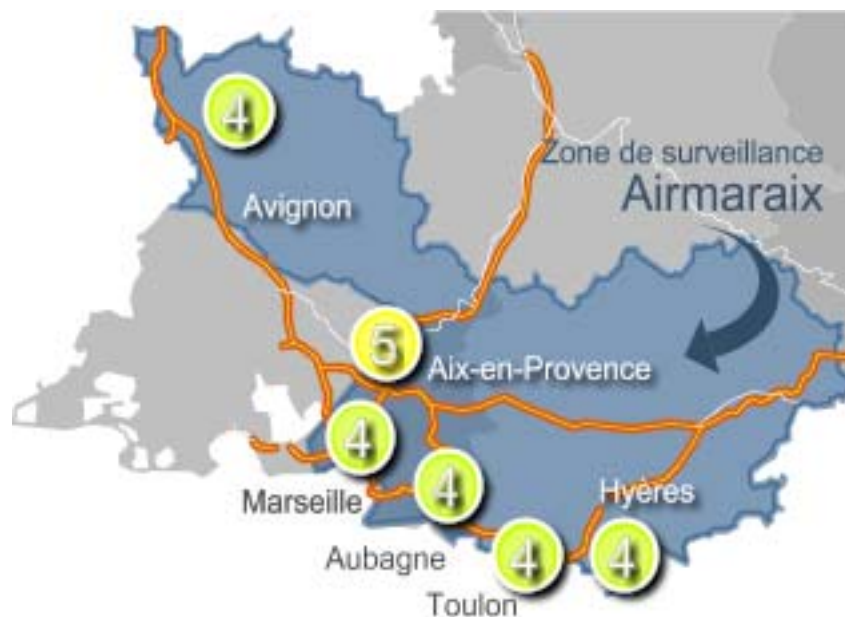 4
Zone de surveillance
Airmaraix
Avignon
5
Aix-en-Provence
4
Marseille
4
Hyères
Aubagne
4
4
Toulon